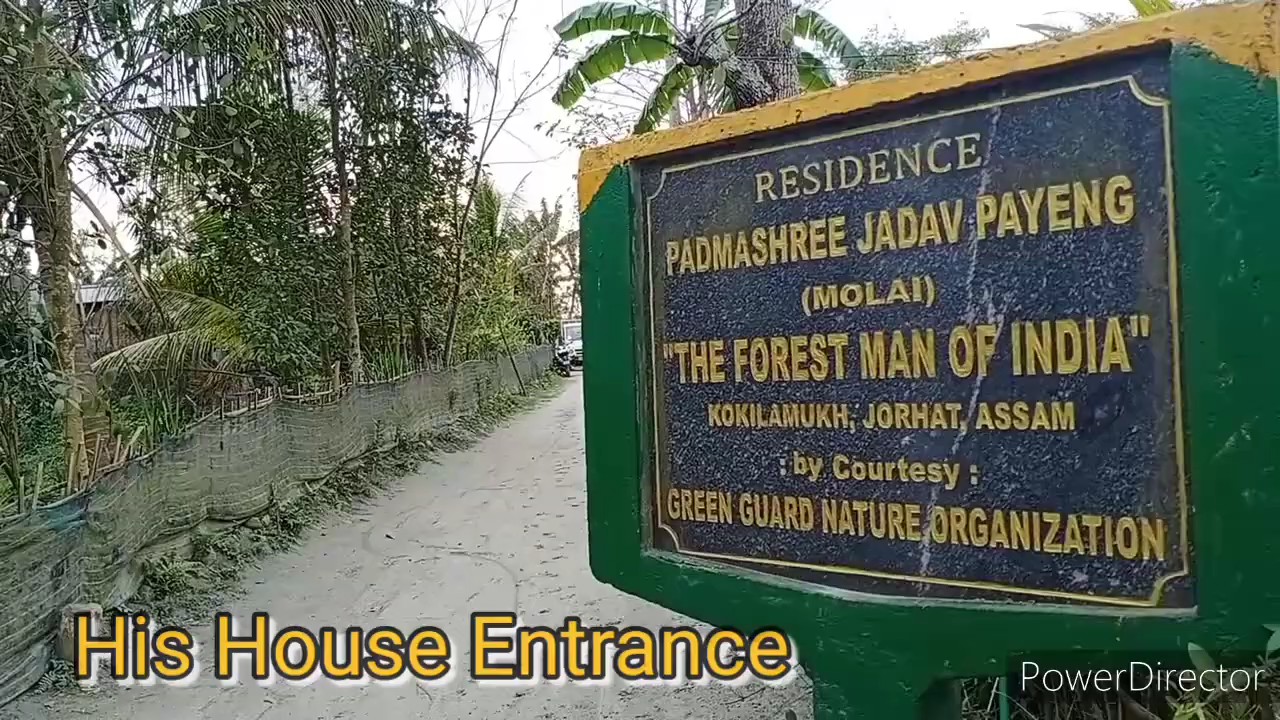 RESIDENCE
PADMASHREE JADAV PAYENG
(MOLAI)
"THE FOREST MAN OF INDIA"
KOKILAMUKH, JORHAT, ASSAM
: by Courtesy :
GREEN GUARD NATURE ORGANIZATION
His House Entrance
PowerDirector